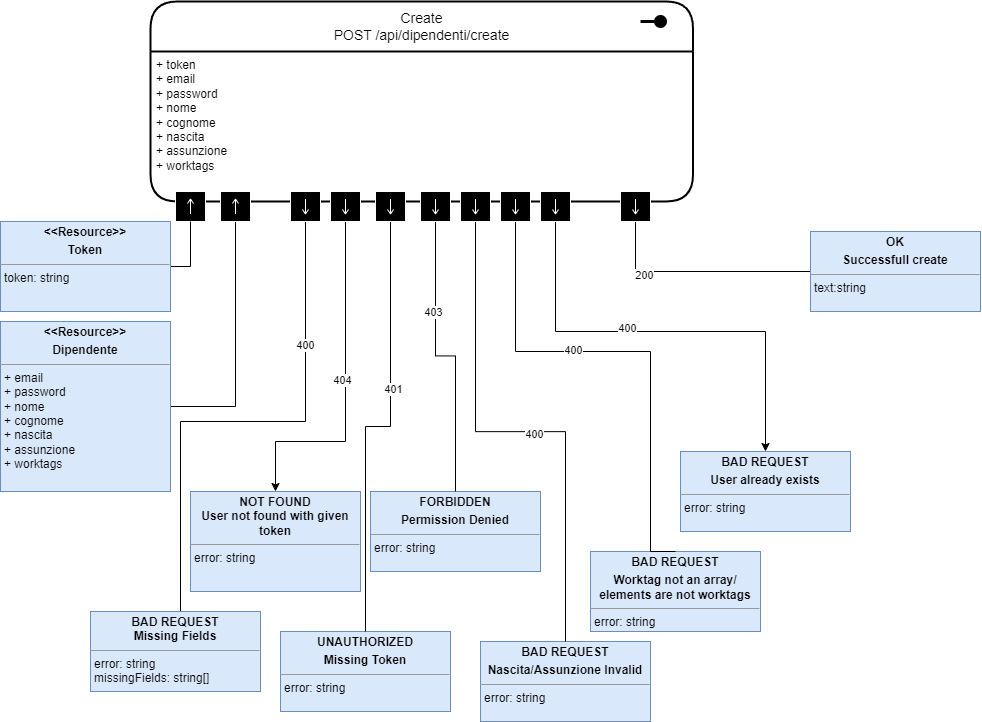 Create
POST /api/dipendenti/create
+ token
+ email
+ password
+ nome
+ cognome
+ nascita
+ assunzione
+ worktags
<<Resource>>
Token
token: string
OK
Successfull create
text:string
200
403
400
400
400
404
401
400
<<Resource>>
Dipendente
+ email
+ password
+ nome
+ cognome
+ nascita
+ assunzione
+ worktags
BAD REQUEST
User already exists
error: string
NOT FOUND
User not found with given
token
error: string
FORBIDDEN
Permission Denied
error: string
BAD REQUEST
Worktag not an array/
elements are not worktags
error: string
BAD REQUEST
Missing Fields
error: string
missingFields: string[]
UNAUTHORIZED
Missing Token
error: string
BAD REQUEST
Nascita/Assunzione Invalid
error: string